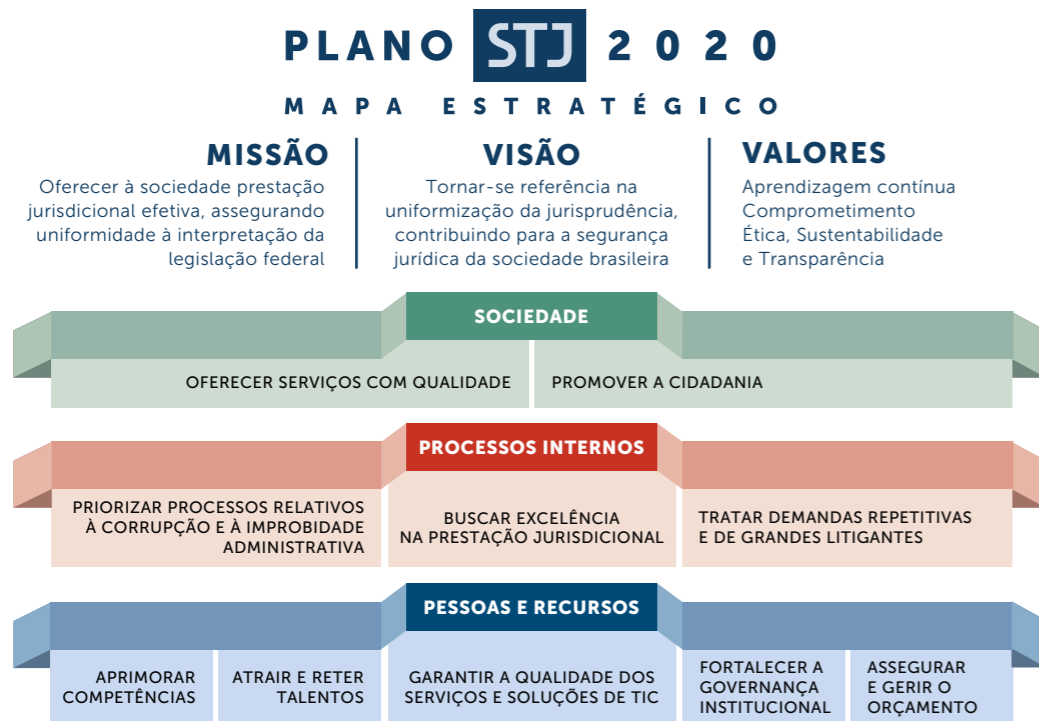 PLANO STJ 2020
MAPA ESTRATÉGICO
MISSÃO
Oferecer à sociedade prestação
jurisdicional efetiva, assegurando
uniformidade à interpretação da
legislação federal
VISÃO
Tornar-se referência na
uniformização da jurisprudência,
contribuindo para a segurança
jurídica da sociedade brasileira
VALORES
Aprendizagem contínua
Comprometimento
Ética, Sustentabilidade
e Transparência
SOCIEDADE
OFERECER SERVIÇOS COM QUALIDADE
PROMOVER A CIDADANIA
PROCESSOS INTERNOS
PRIORIZAR PROCESSOS RELATIVOS
À CORRUPÇÃO E À IMPROBIDADE
ADMINISTRATIVA
BUSCAR EXCELÊNCIA
NA PRESTAÇÃO JURISDICIONAL
TRATAR DEMANDAS REPETITIVAS
E DE GRANDES LITIGANTES
PESSOAS E RECURSOS
APRIMORAR
COMPETÊNCIAS
ATRAIR E RETER
TALENTOS
GARANTIR A QUALIDADE DOS
SERVIÇOS E SOLUÇÕES DE TIC
FORTALECER A
GOVERNANÇA
INSTITUCIONAL
ASSEGURAR
E GERIR O
ORÇAMENTO